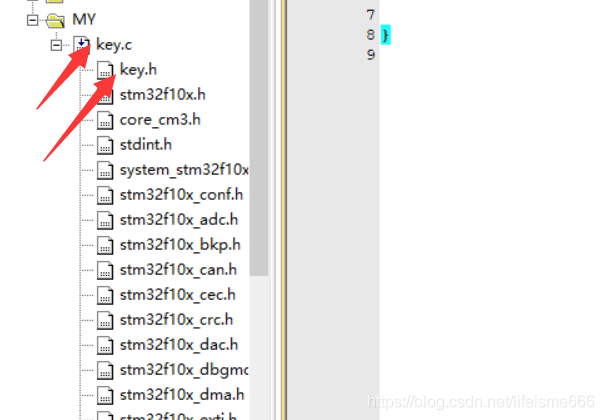 MY
key.c
key.h
stm32f10x.h
core_cm3.h
stdint.h
system_stm32f10x
stm32f10x_conf.h
stm32f10x_adc.h
stm32f10x_bkp.h
stm32f10x_can.h
stm32f10x_cec.h
stm32f10x_crc.h
stm32f10x_dac.h
stm32f10x_dbgmc
stm32f10x_dma.h
stm32f10x_exti.h
7
8 }
9
https://blog.csdn.net/lifeisme666